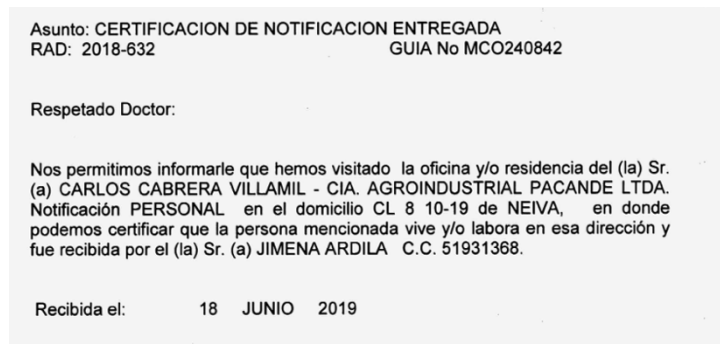 Asunto: CERTIFICACION DE NOTIFICACION ENTREGADA
RAD: 2018-632 GUIA No MCO240842
Respetado Doctor:
Nos permitimos informarle que hemos visitado la oficina y/o residencia del (la) Sr.
(a) CARLOS CABRERA VILLAMIL - CIA. AGROINDUSTRIAL PACANDE LTDA.
Notificación PERSONAL en el domicilio CL 8 10-19 de NEIVA, en donde
podemos certificar que la persona mencionada vive y/o labora en esa dirección y
fue recibida por el (la) Sr. (a) JIMENA ARDILA C.C. 51931368.
Recibida el: 18 JUNIO 2019